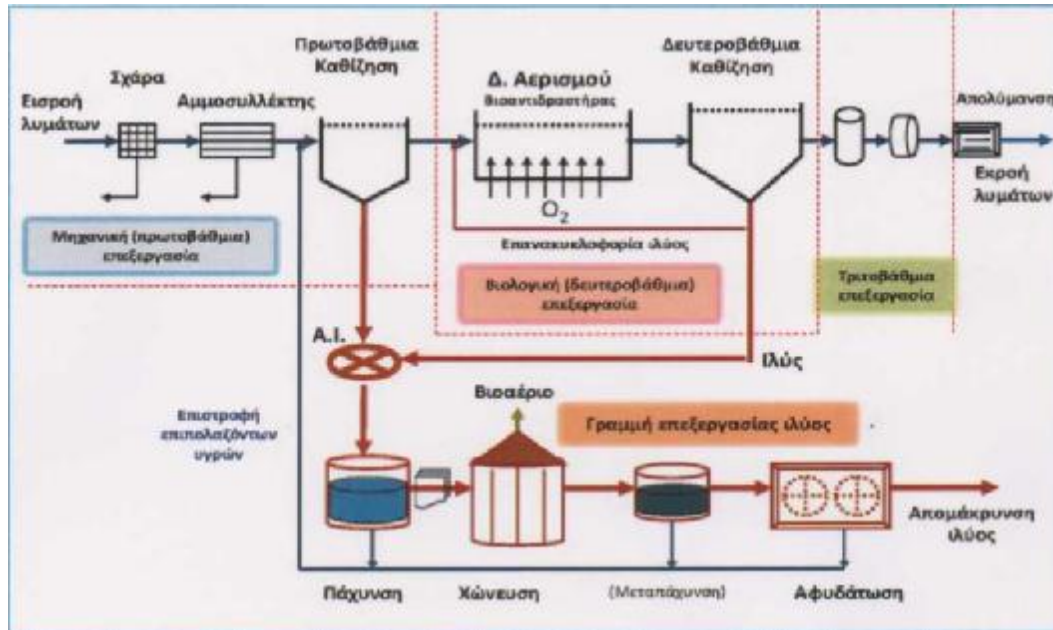 Πρωτοβάθμια
Καθίζηση
Δευτεροβάθμια
Καθίζηση
Σχάρα
Δ. Αερισμού
Βιοαντιδραστήρας
Εισροή
λυμάτων
Αμμοσυλλέκτης
Απολύμανση
Εκροή
λυμάτων
O₂
Μηχανική (πρωτοβάθμια)
επεξεργασία
Επανακυκλοφορία ιλύος
Βιολογική (δευτεροβάθμια)
επεξεργασία
Τριτοβάθμια
επεξεργασία
Α.Ι.
Ιλύς
Βιοαέριο
Γραμμή επεξεργασίας ιλύος
Επιστροφή
επιπολαζόντων
υγρών
Απομάκρυνση
ιλύος
Πάχυνση
Χώνευση
(Μεταπάχυνση)
Αφυδάτωση